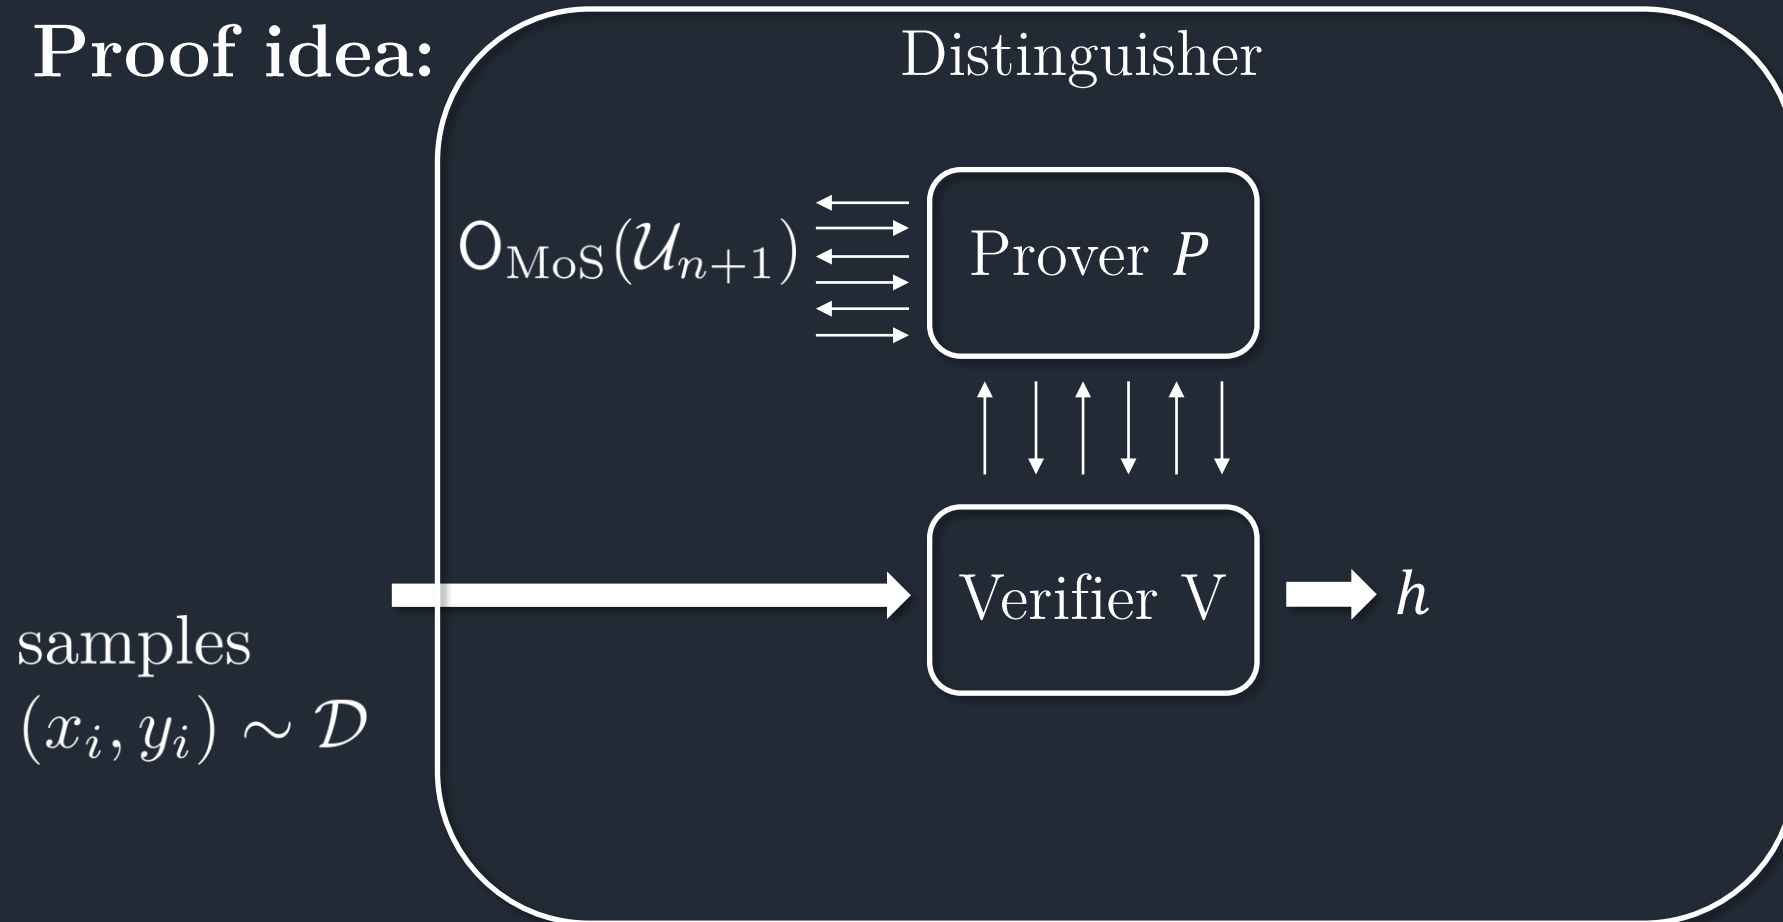 Proof idea:
Distinguisher
O_MoS(𝒰_{n+1})
Prover P
Verifier V
h
samples
(x_i, y_i) ∼ 𝒟